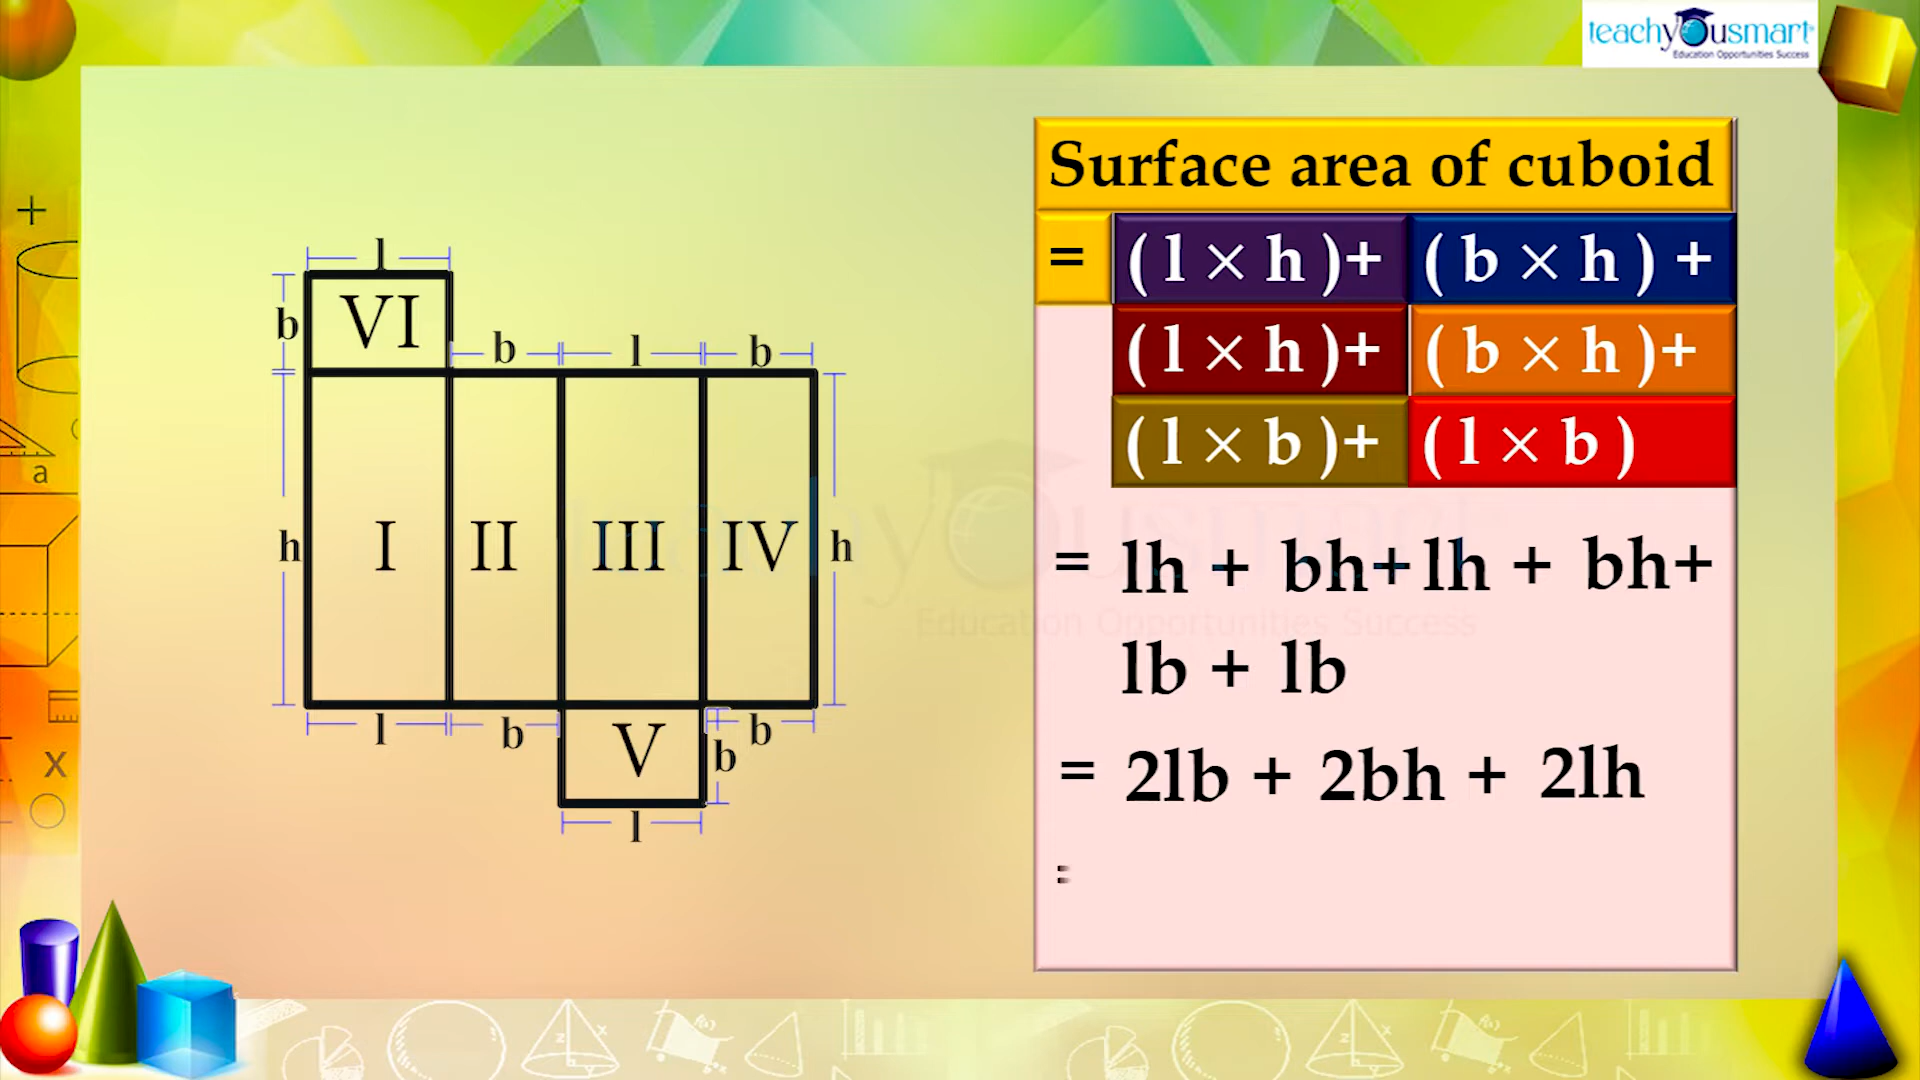 teachyousmart
Education Opportunities Success
Surface area of cuboid
= ( l × h )+ ( b × h ) +
( l × h )+ ( b × h )+
( l × b )+ ( l × b )
= lh + bh+ lh + bh+
lb + lb
= 2lb + 2bh + 2lh
=
l
b
VI
b
l
b
h
I
II
III
IV
h
l
b
V
b
b
l
+
a
x